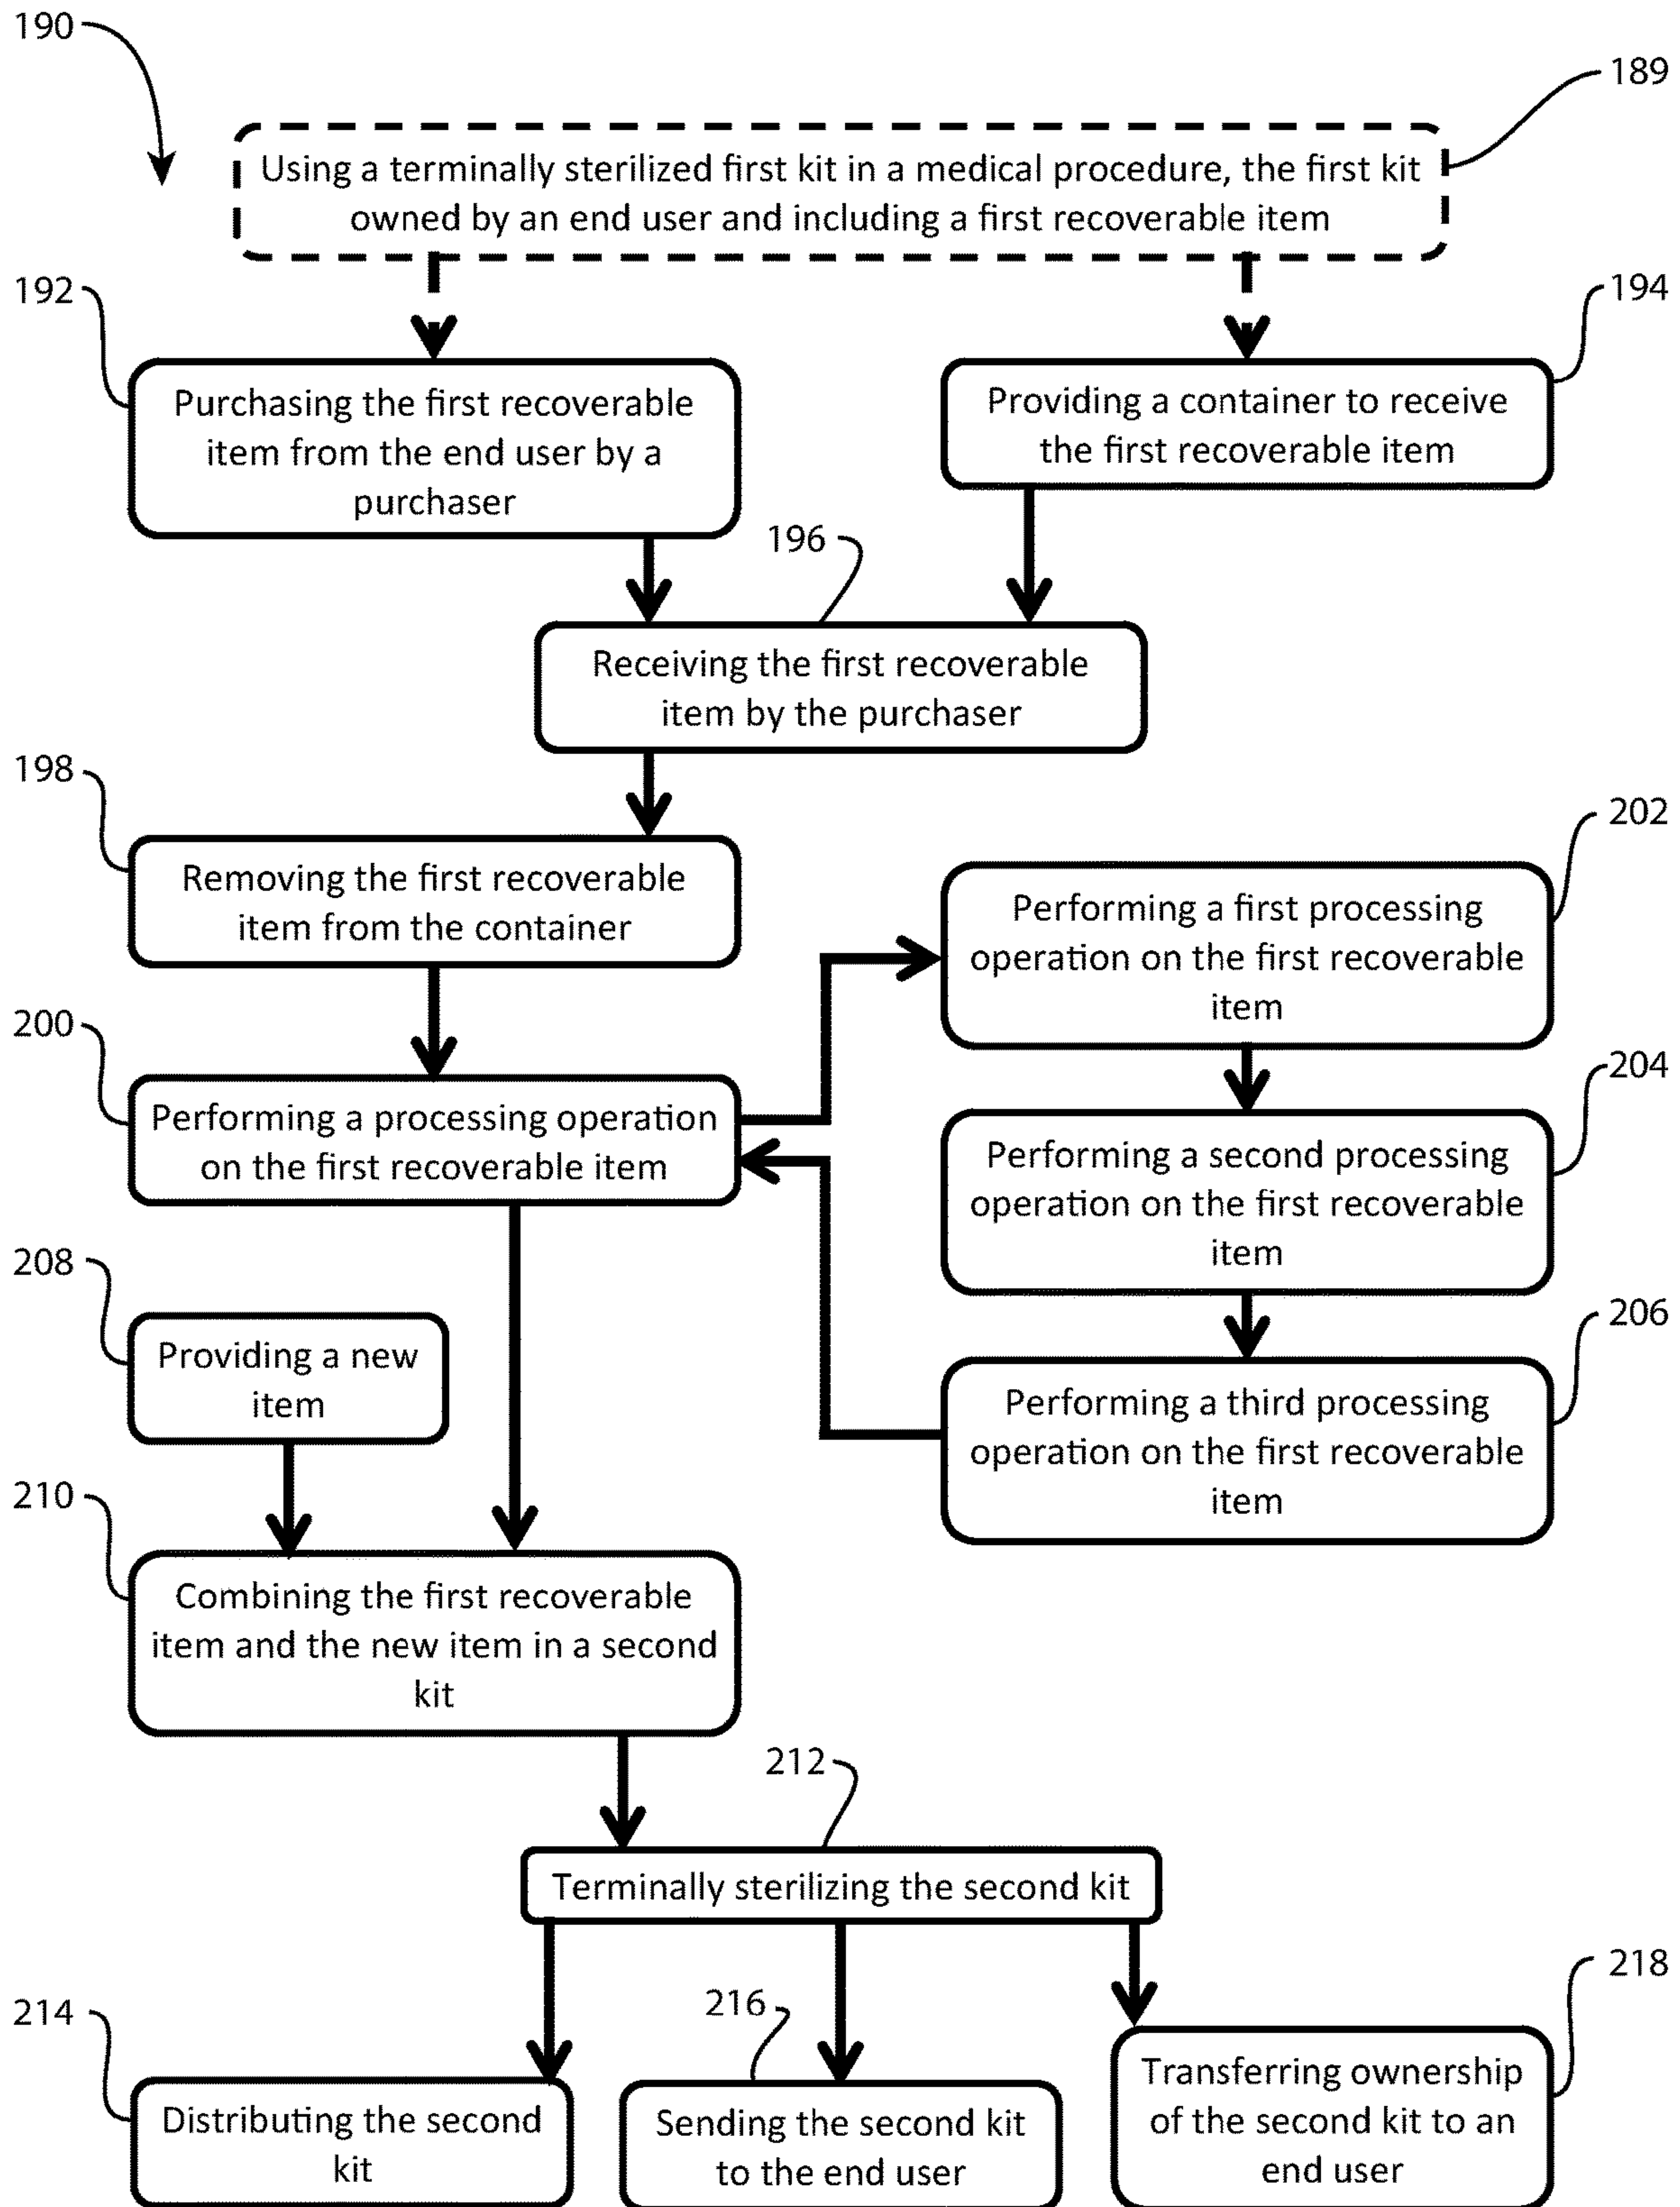 190
189
Using a terminally sterilized first kit in a medical procedure, the first kit
owned by an end user and including a first recoverable item
192
194
Purchasing the first recoverable
item from the end user by a
purchaser
Providing a container to receive
the first recoverable item
196
Receiving the first recoverable
item by the purchaser
198
Removing the first recoverable
item from the container
202
Performing a first processing
operation on the first recoverable
item
200
Performing a processing operation
on the first recoverable item
204
Performing a second processing
operation on the first recoverable
item
208
Providing a new
item
206
Performing a third processing
operation on the first recoverable
item
210
Combining the first recoverable
item and the new item in a second
kit
212
Terminally sterilizing the second kit
214
Distributing the second
kit
216
Sending the second kit
to the end user
218
Transferring ownership
of the second kit to an
end user